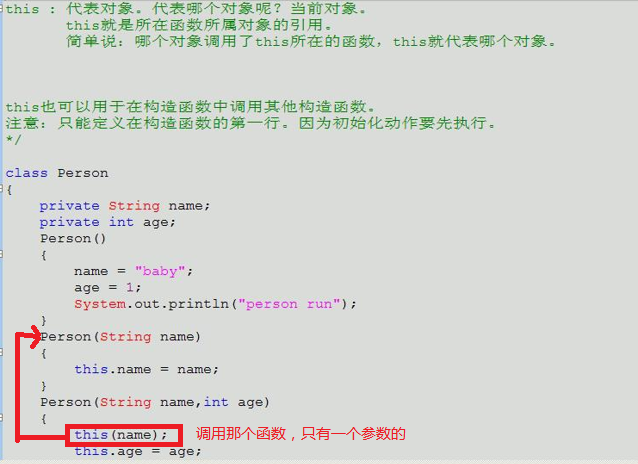 this : 代表对象。代表哪个对象呢？当前对象。
this就是所在函数所属对象的引用。
简单说：哪个对象调用了this所在的函数，this就代表哪个对象。
this也可以用于在构造函数中调用其他构造函数。
注意：只能定义在构造函数的第一行。因为初始化动作要先执行。
*/
class Person
{
private String name;
private int age;
Person()
{
name = "baby";
age = 1;
System.out.println("person run");
}
Person(String name)
{
this.name = name;
}
Person(String name,int age)
{
this(name); 调用那个函数，只有一个参数的
this.age = age;